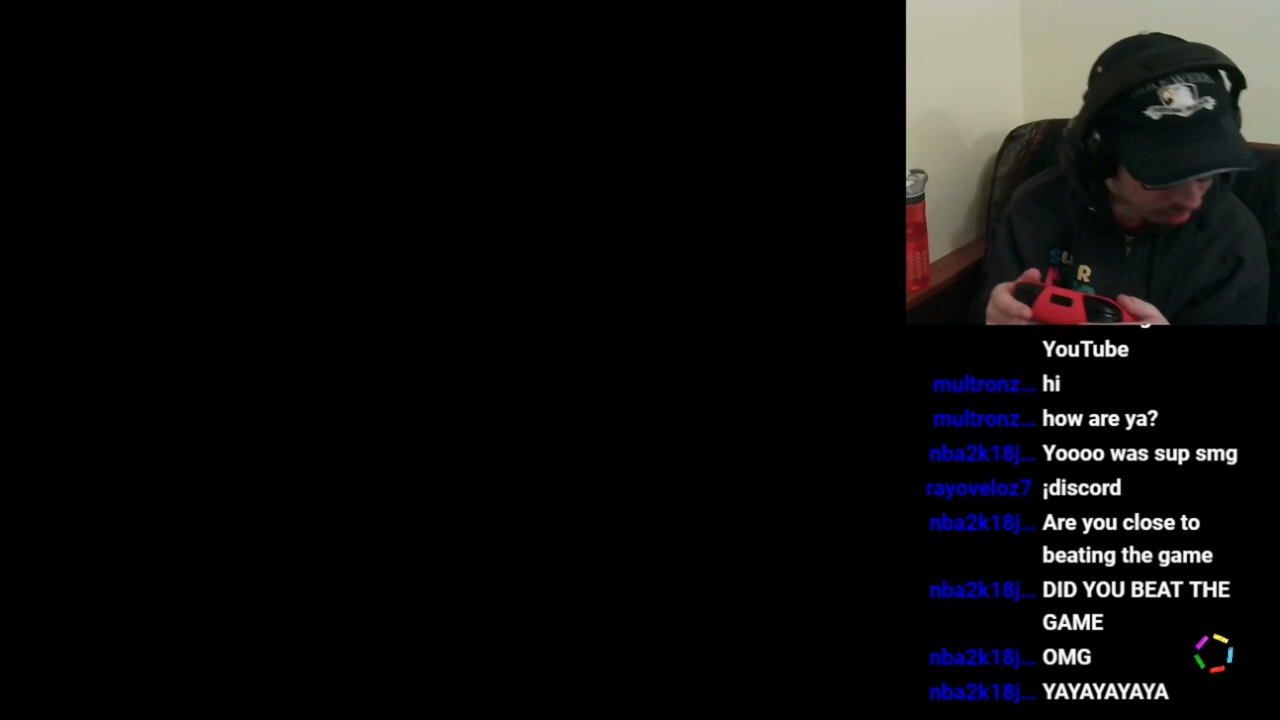 YouTube
multronz... hi
multronz... how are ya?
nba2k18j... Yoooo was sup smg
rayoveloz7 ¡discord
nba2k18j... Are you close to
beating the game
nba2k18j... DID YOU BEAT THE
GAME
nba2k18j... OMG
nba2k18j... YAYAYAYAYA